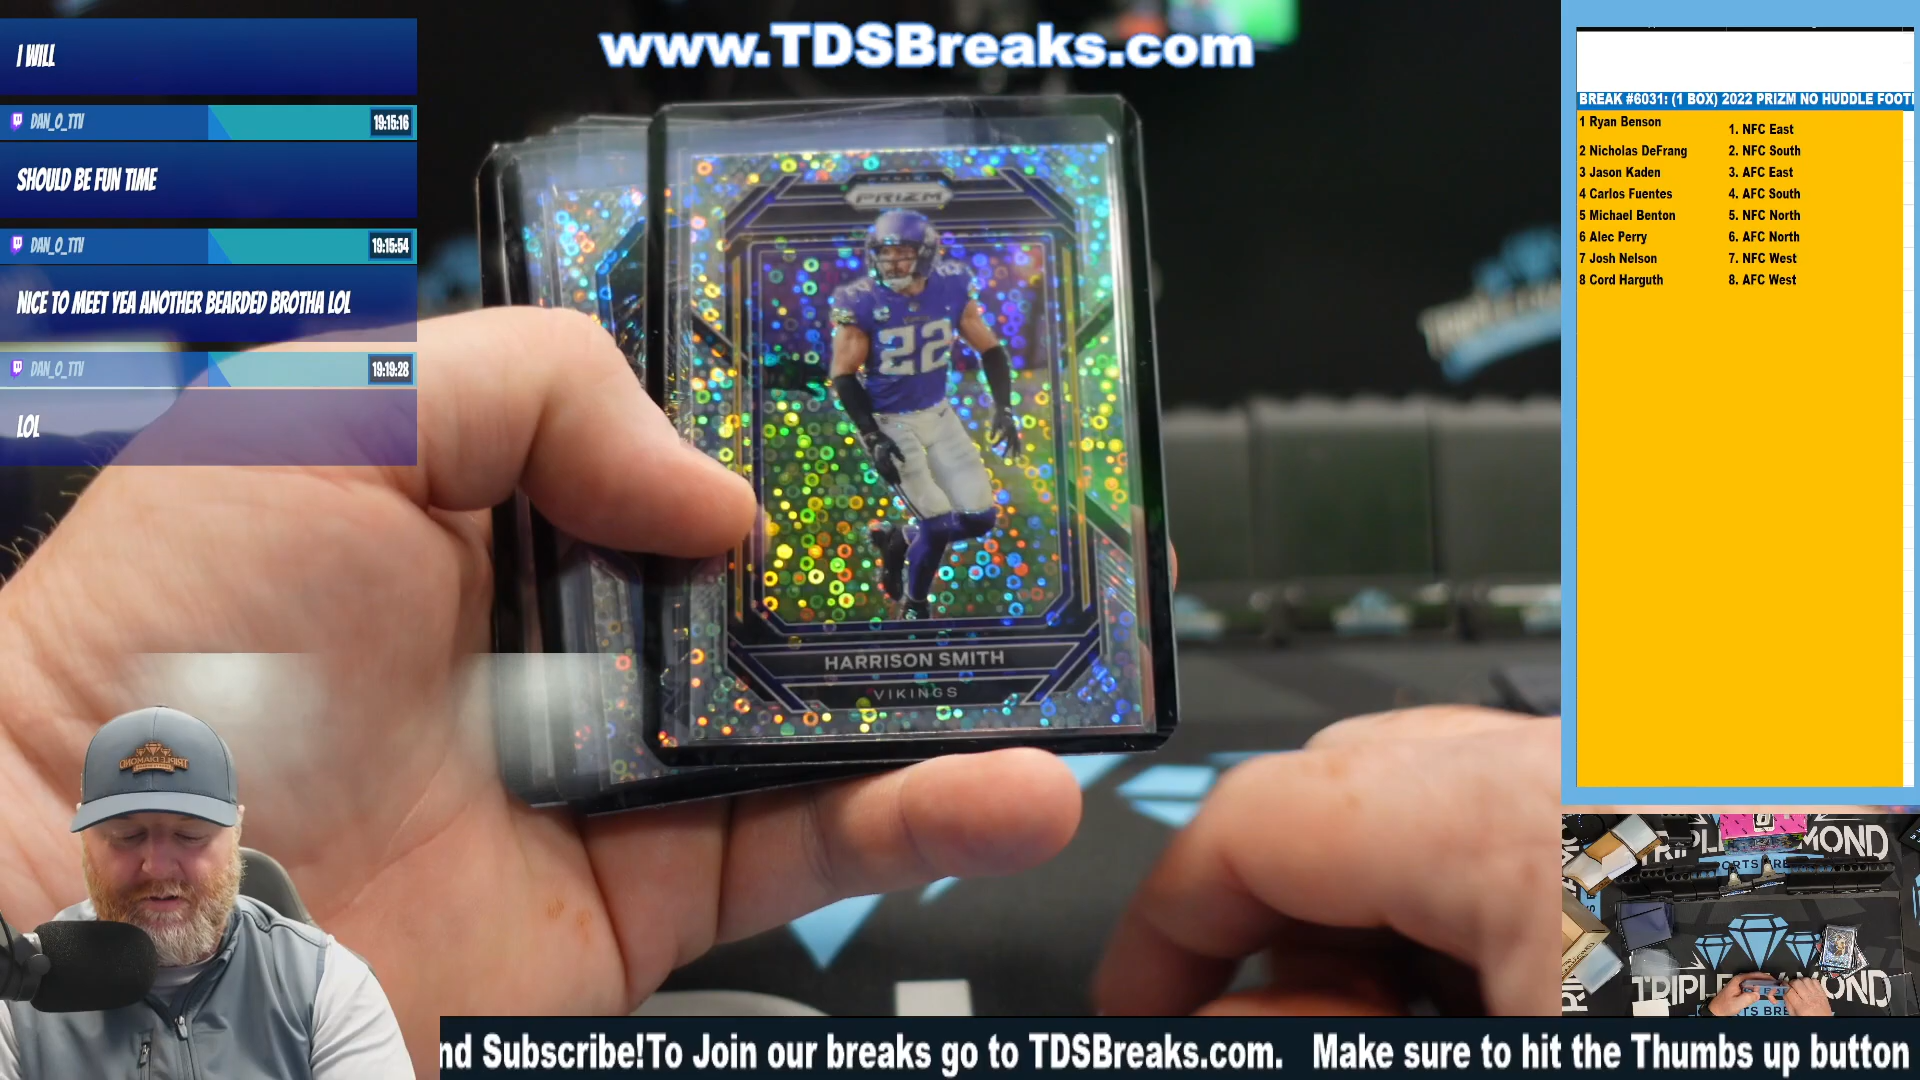 I WILL
DAN_O_TTV 19:15:16
SHOULD BE FUN TIME
DAN_O_TTV 19:15:54
NICE TO MEET YEA ANOTHER BEARDED BROTHA LOL
DAN_O_TTV 19:19:28
LOL
www.TDSBreaks.com
PANINI
PRIZM
22
HARRISON SMITH
VIKINGS
TRIPLE DIAMOND
BREAK #6031: (1 BOX) 2022 PRIZM NO HUDDLE FOOT
1 Ryan Benson 1. NFC East
2 Nicholas DeFrang 2. NFC South
3 Jason Kaden 3. AFC East
4 Carlos Fuentes 4. AFC South
5 Michael Benton 5. NFC North
6 Alec Perry 6. AFC North
7 Josh Nelson 7. NFC West
8 Cord Harguth 8. AFC West
MOND
nd Subscribe!To Join our breaks go to TDSBreaks.com. Make sure to hit the Thumbs up button